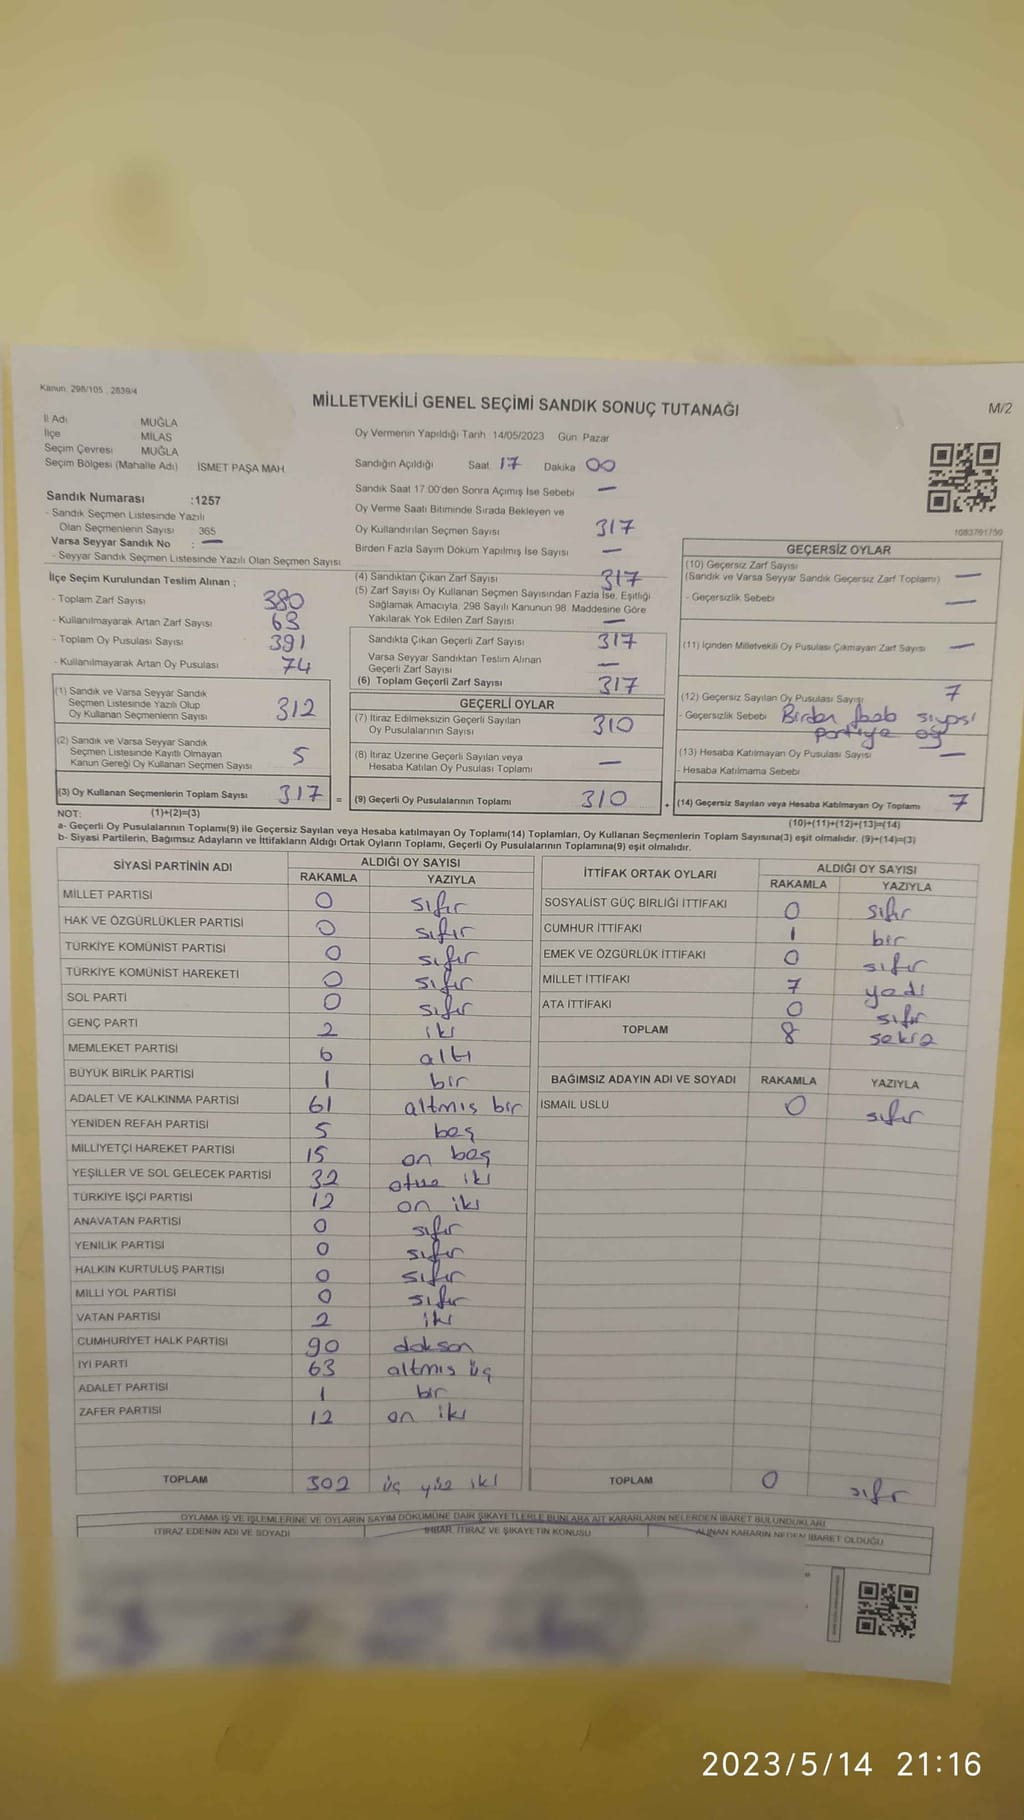 Kanun, 298/105 , 2839/4
MİLLETVEKİLİ GENEL SEÇİMİ SANDIK SONUÇ TUTANAĞI
M/2
İl Adı MUĞLA
İlçe MİLAS
Seçim Çevresi MUĞLA
Seçim Bölgesi (Mahalle Adı) İSMET PAŞA MAH.
Sandık Numarası :1257
- Sandık Seçmen Listesinde Yazılı
Olan Seçmenlerin Sayısı 365
Varsa Seyyar Sandık No : —
- Seyyar Sandık Seçmen Listesinde Yazılı Olan Seçmen Sayısı
Oy Vermenin Yapıldığı Tarih 14/05/2023 Gün Pazar
Sandığın Açıldığı Saat 17 Dakika 00
Sandık Saat 17:00'den Sonra Açımış İse Sebebi —
Oy Verme Saati Bitiminde Sırada Bekleyen ve
Oy Kullandırılan Seçmen Sayısı 317
Birden Fazla Sayım Döküm Yapılmış İse Sayısı —
1083791750
İlçe Seçim Kurulundan Teslim Alınan ;
- Toplam Zarf Sayısı 380
- Kullanılmayarak Artan Zarf Sayısı 63
- Toplam Oy Pusulası Sayısı 391
- Kullanılmayarak Artan Oy Pusulası 74
(1) Sandık ve Varsa Seyyar Sandık
Seçmen Listesinde Yazılı Olup
Oy Kullanan Seçmenlerin Sayısı 312
(2) Sandık ve Varsa Seyyar Sandık
Seçmen Listesinde Kayıtlı Olmayan
Kanun Gereği Oy Kullanan Seçmen Sayısı 5
(3) Oy Kullanan Seçmenlerin Toplam Sayısı 317 =
(4) Sandıktan Çıkan Zarf Sayısı 317
(5) Zarf Sayısı Oy Kullanan Seçmen Sayısından Fazla İse, Eşitliği
Sağlamak Amacıyla, 298 Sayılı Kanunun 98. Maddesine Göre
Yakılarak Yok Edilen Zarf Sayısı —
Sandıkta Çıkan Geçerli Zarf Sayısı 317
Varsa Seyyar Sandıktan Teslim Alınan
Geçerli Zarf Sayısı —
(6) Toplam Geçerli Zarf Sayısı 317
GEÇERLİ OYLAR
(7) İtiraz Edilmeksizin Geçerli Sayılan
Oy Pusulalarının Sayısı 310
(8) İtiraz Üzerine Geçerli Sayılan veya
Hesaba Katılan Oy Pusulası Toplamı —
(9) Geçerli Oy Pusulalarının Toplamı 310 +
GEÇERSİZ OYLAR
(10) Geçersiz Zarf Sayısı
(Sandık ve Varsa Seyyar Sandık Geçersiz Zarf Toplamı) —
- Geçersizlik Sebebi —
(11) İçinden Milletvekili Oy Pusulası Çıkmayan Zarf Sayısı —
(12) Geçersiz Sayılan Oy Pusulası Sayısı 7
- Geçersizlik Sebebi Birden fazla siyasi
partiye oy
(13) Hesaba Katılmayan Oy Pusulası Sayısı —
- Hesaba Katılmama Sebebi
(14) Geçersiz Sayılan veya Hesaba Katılmayan Oy Toplamı 7
NOT: (1)+(2)=(3) (10)+(11)+(12)+(13)=(14)
a- Geçerli Oy Pusulalarının Toplamı(9) ile Geçersiz Sayılan veya Hesaba katılmayan Oy Toplamı(14) Toplamları, Oy Kullanan Seçmenlerin Toplam Sayısına(3) eşit olmalıdır. (9)+(14)=(3)
b- Siyasi Partilerin, Bağımsız Adayların ve İttifakların Aldığı Ortak Oyların Toplamı, Geçerli Oy Pusulalarının Toplamına(9) eşit olmalıdır.
SİYASİ PARTİNİN ADI ALDIĞI OY SAYISI
RAKAMLA YAZIYLA
MİLLET PARTİSİ 0 sıfır
HAK VE ÖZGÜRLÜKLER PARTİSİ 0 sıfır
TÜRKİYE KOMÜNİST PARTİSİ 0 sıfır
TÜRKİYE KOMÜNİST HAREKETİ 0 sıfır
SOL PARTİ 0 sıfır
GENÇ PARTİ 2 iki
MEMLEKET PARTİSİ 6 altı
BÜYÜK BİRLİK PARTİSİ 1 bir
ADALET VE KALKINMA PARTİSİ 61 altmış bir
YENİDEN REFAH PARTİSİ 5 beş
MİLLİYETÇİ HAREKET PARTİSİ 15 on beş
YEŞİLLER VE SOL GELECEK PARTİSİ 32 otuz iki
TÜRKİYE İŞÇİ PARTİSİ 12 on iki
ANAVATAN PARTİSİ 0 sıfır
YENİLİK PARTİSİ 0 sıfır
HALKIN KURTULUŞ PARTİSİ 0 sıfır
MİLLİ YOL PARTİSİ 0 sıfır
VATAN PARTİSİ 2 iki
CUMHURİYET HALK PARTİSİ 90 doksan
İYİ PARTİ 63 altmış üç
ADALET PARTİSİ 1 bir
ZAFER PARTİSİ 12 on iki
TOPLAM 302 üç yüz iki
İTTİFAK ORTAK OYLARI ALDIĞI OY SAYISI
RAKAMLA YAZIYLA
SOSYALİST GÜÇ BİRLİĞİ İTTİFAKI 0 sıfır
CUMHUR İTTİFAKI 1 bir
EMEK VE ÖZGÜRLÜK İTTİFAKI 0 sıfır
MİLLET İTTİFAKI 7 yedi
ATA İTTİFAKI 0 sıfır
TOPLAM 8 sekiz
BAĞIMSIZ ADAYIN ADI VE SOYADI RAKAMLA YAZIYLA
İSMAİL USLU 0 sıfır
TOPLAM 0 sıfır
OYLAMA İŞ VE İŞLEMLERİNE VE OYLARIN SAYIM DÖKÜMÜNE DAİR ŞİKAYETLERLE BUNLARA AİT KARARLARIN NELERDEN İBARET BULUNDUKLARI
İTİRAZ EDENİN ADI VE SOYADI İHBAR, İTİRAZ VE ŞİKAYETİN KONUSU ALINAN KARARIN NEDEN İBARET OLDUĞU
2023/5/14 21:16